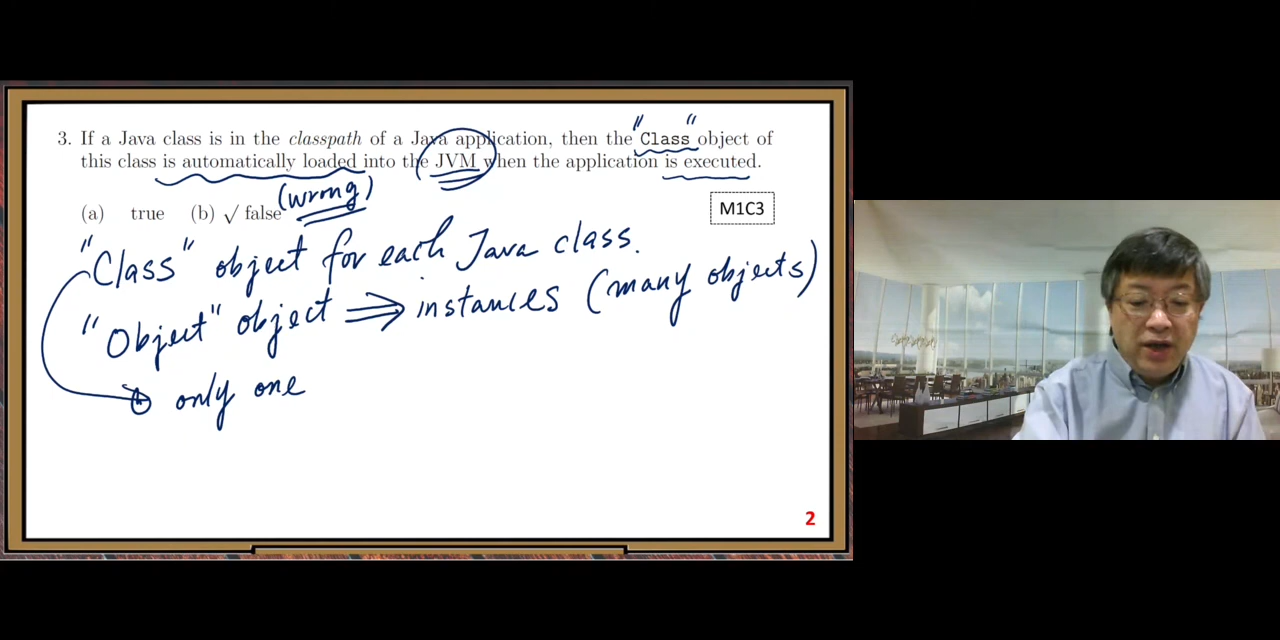 3. If a Java class is in the classpath of a Java application, then the "Class" object of
this class is automatically loaded into the JVM when the application is executed.
(wrong)
(a) true (b) √ false
M1C3
"Class" object for each Java class.
"Object" object ⇒ instances (many objects)
only one
2